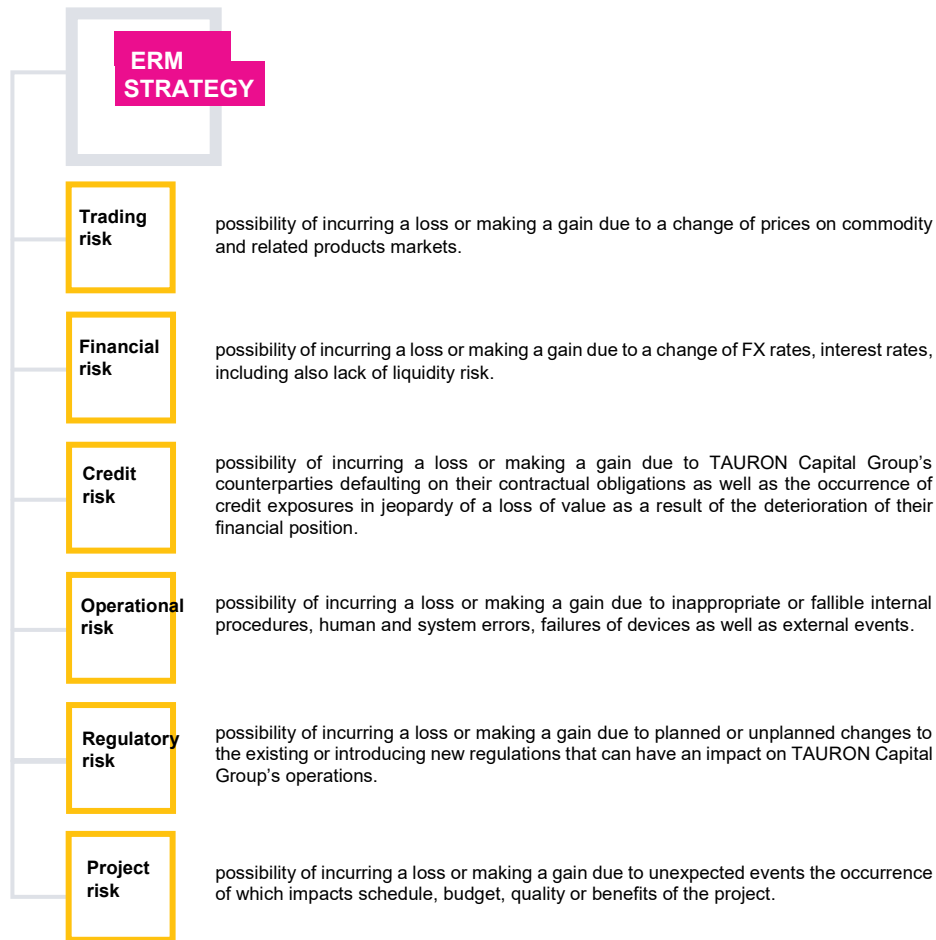 ERM
STRATEGY
Trading
risk
possibility of incurring a loss or making a gain due to a change of prices on commodity
and related products markets.
Financial
risk
possibility of incurring a loss or making a gain due to a change of FX rates, interest rates,
including also lack of liquidity risk.
Credit
risk
possibility of incurring a loss or making a gain due to TAURON Capital Group’s
counterparties defaulting on their contractual obligations as well as the occurrence of
credit exposures in jeopardy of a loss of value as a result of the deterioration of their
financial position.
Operational
risk
possibility of incurring a loss or making a gain due to inappropriate or fallible internal
procedures, human and system errors, failures of devices as well as external events.
Regulatory
risk
possibility of incurring a loss or making a gain due to planned or unplanned changes to
the existing or introducing new regulations that can have an impact on TAURON Capital
Group’s operations.
Project
risk
possibility of incurring a loss or making a gain due to unexpected events the occurrence
of which impacts schedule, budget, quality or benefits of the project.